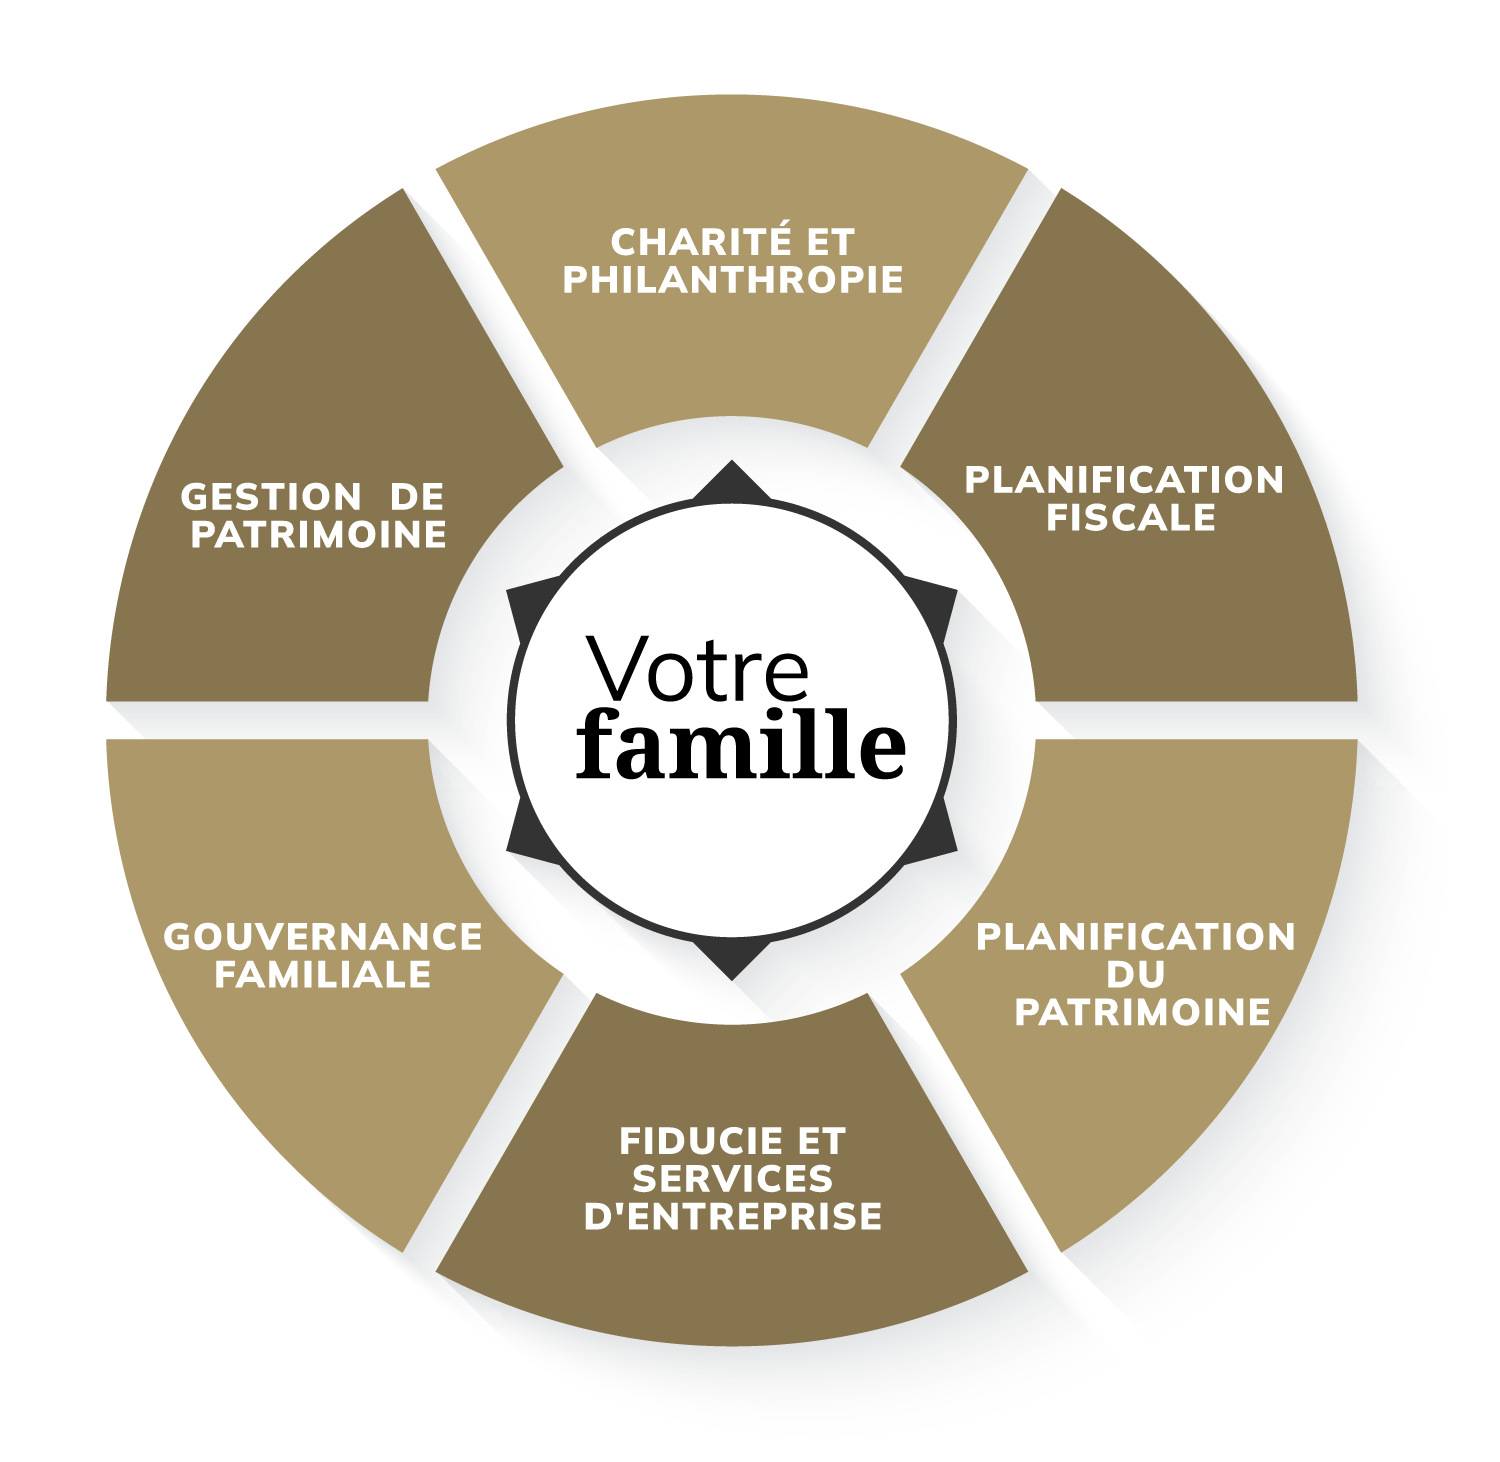 CHARITÉ ET
PHILANTHROPIE
PLANIFICATION
FISCALE
GESTION DE
PATRIMOINE
Votre
famille
GOUVERNANCE
FAMILIALE
PLANIFICATION
DU
PATRIMOINE
FIDUCIE ET
SERVICES
D'ENTREPRISE